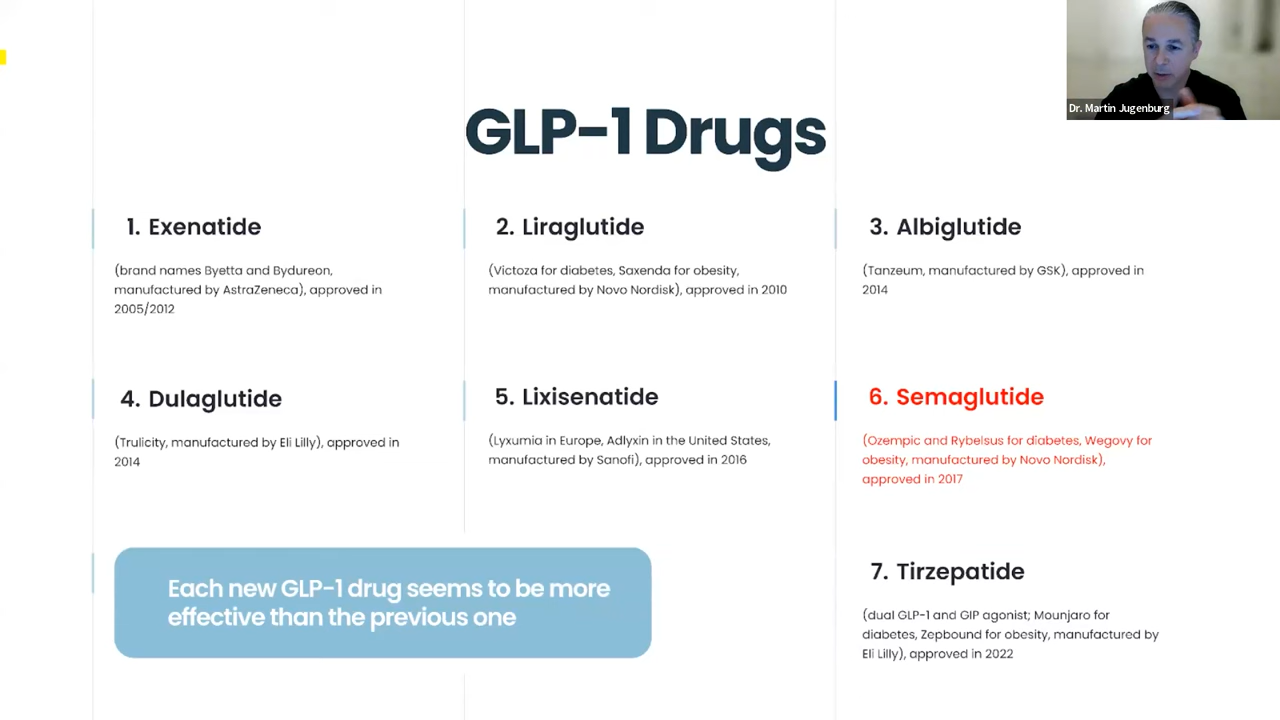 Dr. Martin Jugenburg
GLP-1 Drugs
1. Exenatide
(brand names Byetta and Bydureon,
manufactured by AstraZeneca), approved in
2005/2012
2. Liraglutide
(Victoza for diabetes, Saxenda for obesity,
manufactured by Novo Nordisk), approved in 2010
3. Albiglutide
(Tanzeum, manufactured by GSK), approved in
2014
4. Dulaglutide
(Trulicity, manufactured by Eli Lilly), approved in
2014
5. Lixisenatide
(Lyxumia in Europe, Adlyxin in the United States,
manufactured by Sanofi), approved in 2016
6. Semaglutide
(Ozempic and Rybelsus for diabetes, Wegovy for
obesity, manufactured by Novo Nordisk),
approved in 2017
7. Tirzepatide
(dual GLP-1 and GIP agonist; Mounjaro for
diabetes, Zepbound for obesity, manufactured by
Eli Lilly), approved in 2022
Each new GLP-1 drug seems to be more
effective than the previous one